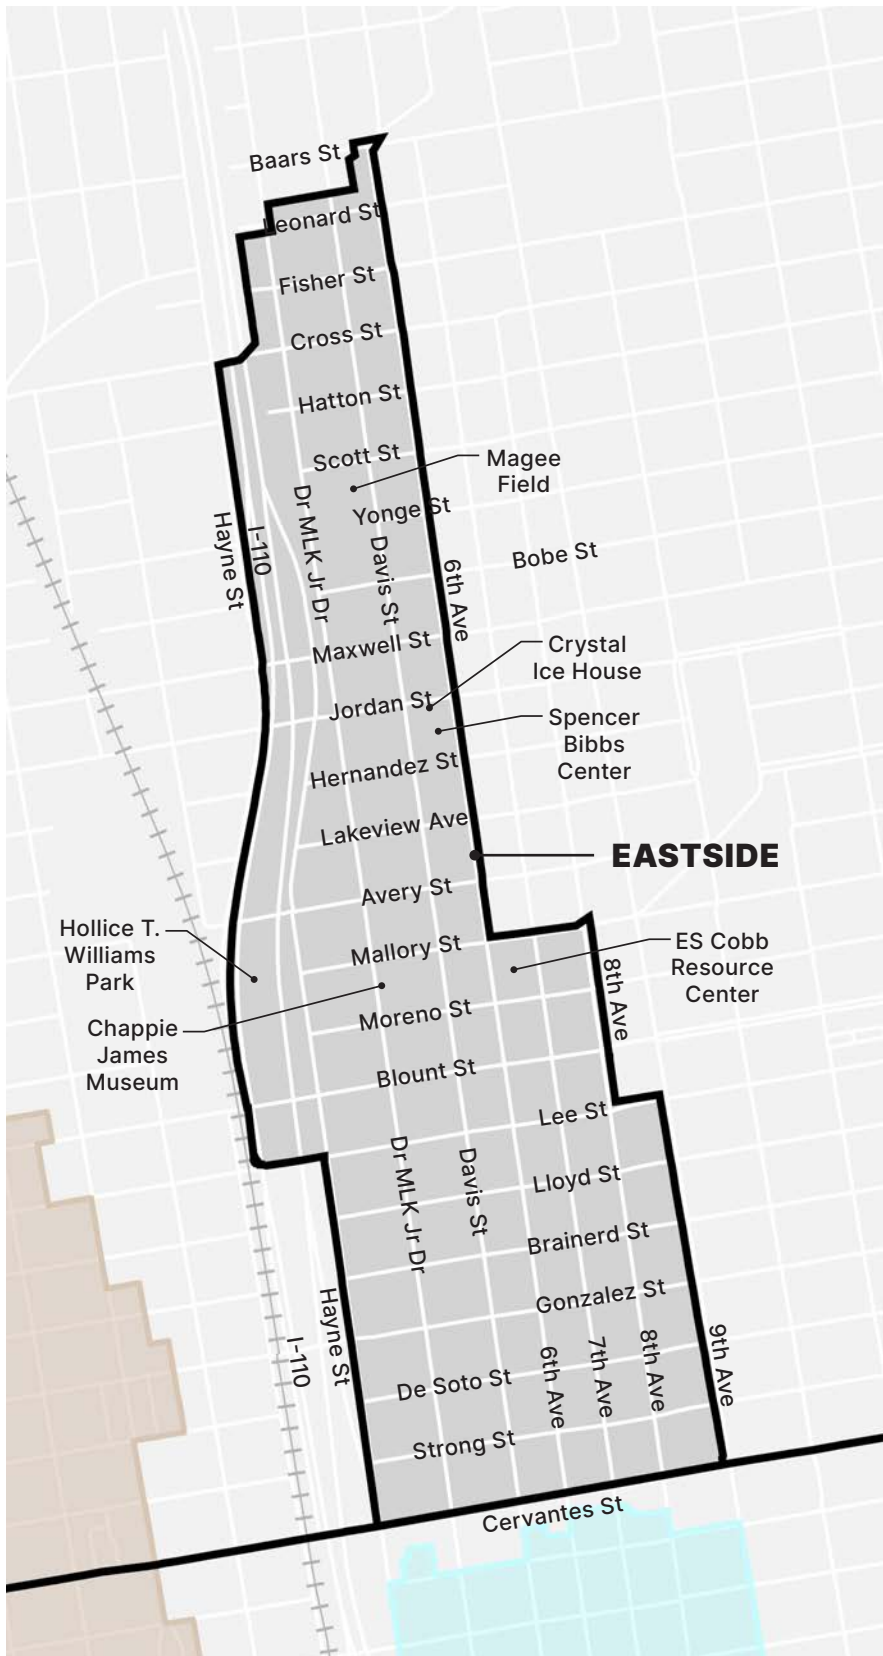 Baars St
Leonard St
Fisher St
Cross St
Hatton St
Scott St
Magee
Field
Yonge St
Dr MLK Jr Dr
Hayne St
I-110
Davis St
Bobe St
6th Ave
Maxwell St
Crystal
Ice House
Jordan St
Spencer
Bibbs
Center
Hernandez St
Lakeview Ave
EASTSIDE
Avery St
Hollice T.
Williams
Park
Mallory St
ES Cobb
Resource
Center
8th Ave
Chappie
James
Museum
Moreno St
Blount St
Lee St
Dr MLK Jr Dr
Davis St
Lloyd St
Brainerd St
Gonzalez St
Hayne St
I-110
De Soto St
6th Ave
7th Ave
8th Ave
9th Ave
Strong St
Cervantes St